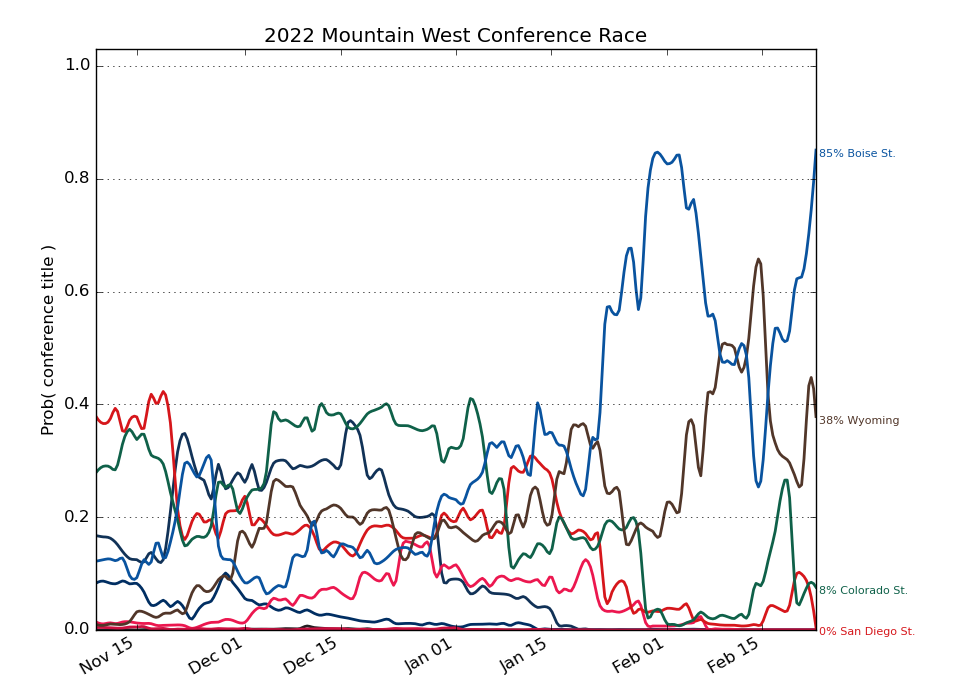 2022 Mountain West Conference Race
Prob( conference title )
1.0
0.8
0.6
0.4
0.2
0.0
85% Boise St.
38% Wyoming
8% Colorado St.
0% San Diego St.
Nov 15
Dec 01
Dec 15
Jan 01
Jan 15
Feb 01
Feb 15